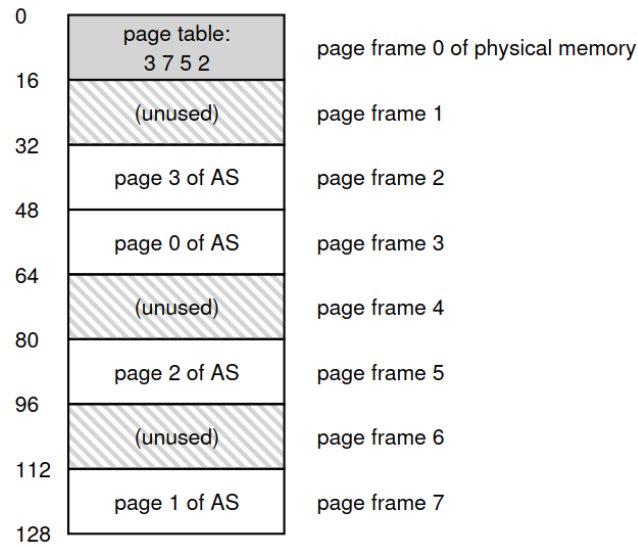 0
page table:
3 7 5 2
page frame 0 of physical memory
16
(unused)
page frame 1
32
page 3 of AS
page frame 2
48
page 0 of AS
page frame 3
64
(unused)
page frame 4
80
page 2 of AS
page frame 5
96
(unused)
page frame 6
112
page 1 of AS
page frame 7
128